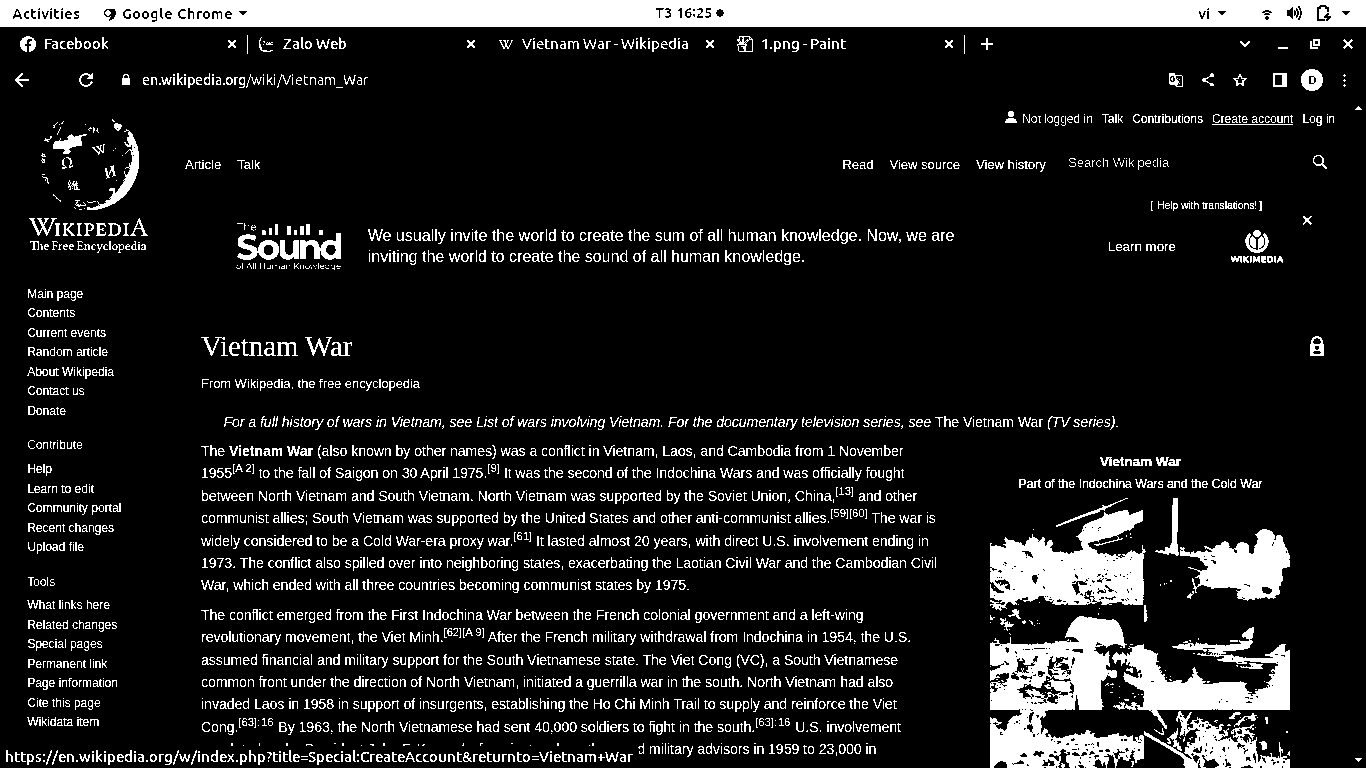 Activities Google Chrome T3 16:25 vi
Facebook Zalo Web Vietnam War - Wikipedia 1.png - Paint
en.wikipedia.org/wiki/Vietnam_War D
Not logged in Talk Contributions Create account Log in
Article Talk Read View source View history Search Wikipedia
WIKIPEDIA
The Free Encyclopedia
[ Help with translations! ]
The Sound of All Human Knowledge
We usually invite the world to create the sum of all human knowledge. Now, we are
inviting the world to create the sound of all human knowledge.
Learn more
WIKIMEDIA
Main page
Contents
Current events
Random article
About Wikipedia
Contact us
Donate
Contribute
Help
Learn to edit
Community portal
Recent changes
Upload file
Tools
What links here
Related changes
Special pages
Permanent link
Page information
Cite this page
Wikidata item
Vietnam War
From Wikipedia, the free encyclopedia
For a full history of wars in Vietnam, see List of wars involving Vietnam. For the documentary television series, see The Vietnam War (TV series).
The Vietnam War (also known by other names) was a conflict in Vietnam, Laos, and Cambodia from 1 November
1955[A 2] to the fall of Saigon on 30 April 1975.[9] It was the second of the Indochina Wars and was officially fought
between North Vietnam and South Vietnam. North Vietnam was supported by the Soviet Union, China,[13] and other
communist allies; South Vietnam was supported by the United States and other anti-communist allies.[59][60] The war is
widely considered to be a Cold War-era proxy war.[61] It lasted almost 20 years, with direct U.S. involvement ending in
1973. The conflict also spilled over into neighboring states, exacerbating the Laotian Civil War and the Cambodian Civil
War, which ended with all three countries becoming communist states by 1975.
The conflict emerged from the First Indochina War between the French colonial government and a left-wing
revolutionary movement, the Viet Minh.[62][A 9] After the French military withdrawal from Indochina in 1954, the U.S.
assumed financial and military support for the South Vietnamese state. The Viet Cong (VC), a South Vietnamese
common front under the direction of North Vietnam, initiated a guerrilla war in the south. North Vietnam had also
invaded Laos in 1958 in support of insurgents, establishing the Ho Chi Minh Trail to supply and reinforce the Viet
Cong.[63]:16 By 1963, the North Vietnamese had sent 40,000 soldiers to fight in the south.[63]:16 U.S. involvement
d military advisors in 1959 to 23,000 in
Vietnam War
Part of the Indochina Wars and the Cold War
https://en.wikipedia.org/w/index.php?title=Special:CreateAccount&returnto=Vietnam+War